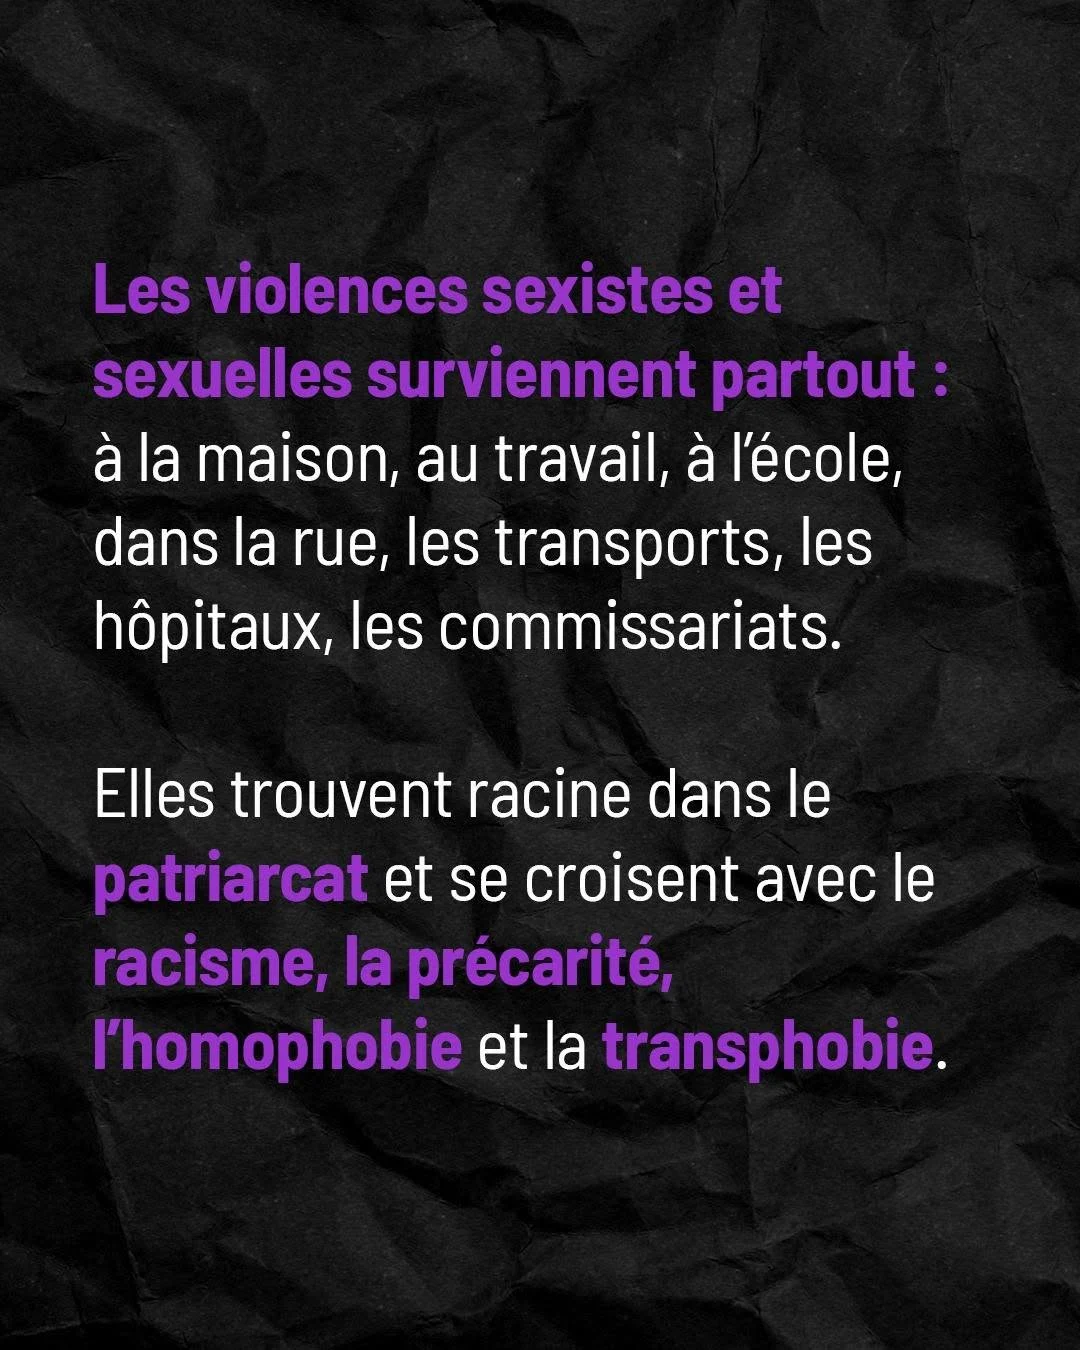 Les violences sexistes et
sexuelles surviennent partout :
à la maison, au travail, à l’école,
dans la rue, les transports, les
hôpitaux, les commissariats.
Elles trouvent racine dans le
patriarcat et se croisent avec le
racisme, la précarité,
l’homophobie et la transphobie.